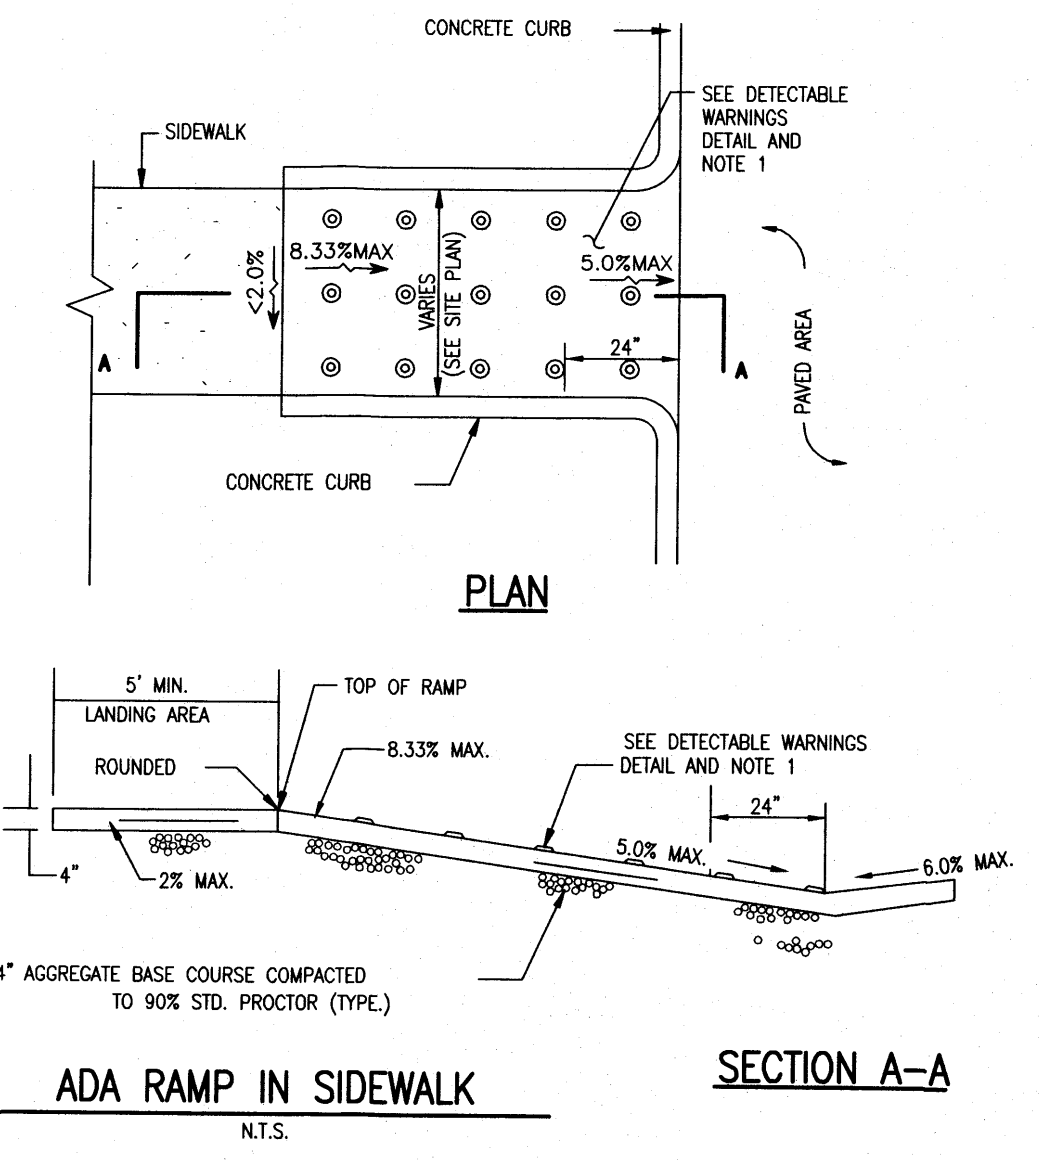 CONCRETE CURB
SEE DETECTABLE
WARNINGS
DETAIL AND
NOTE 1
SIDEWALK
8.33%MAX
<2.0%
VARIES
(SEE SITE PLAN)
5.0%MAX
24"
A
A
PAVED AREA
CONCRETE CURB
PLAN
5' MIN.
LANDING AREA
TOP OF RAMP
ROUNDED
8.33% MAX.
SEE DETECTABLE WARNINGS
DETAIL AND NOTE 1
24"
5.0% MAX.
6.0% MAX.
4"
2% MAX.
4" AGGREGATE BASE COURSE COMPACTED
TO 90% STD. PROCTOR (TYPE.)
SECTION A-A
ADA RAMP IN SIDEWALK
N.T.S.